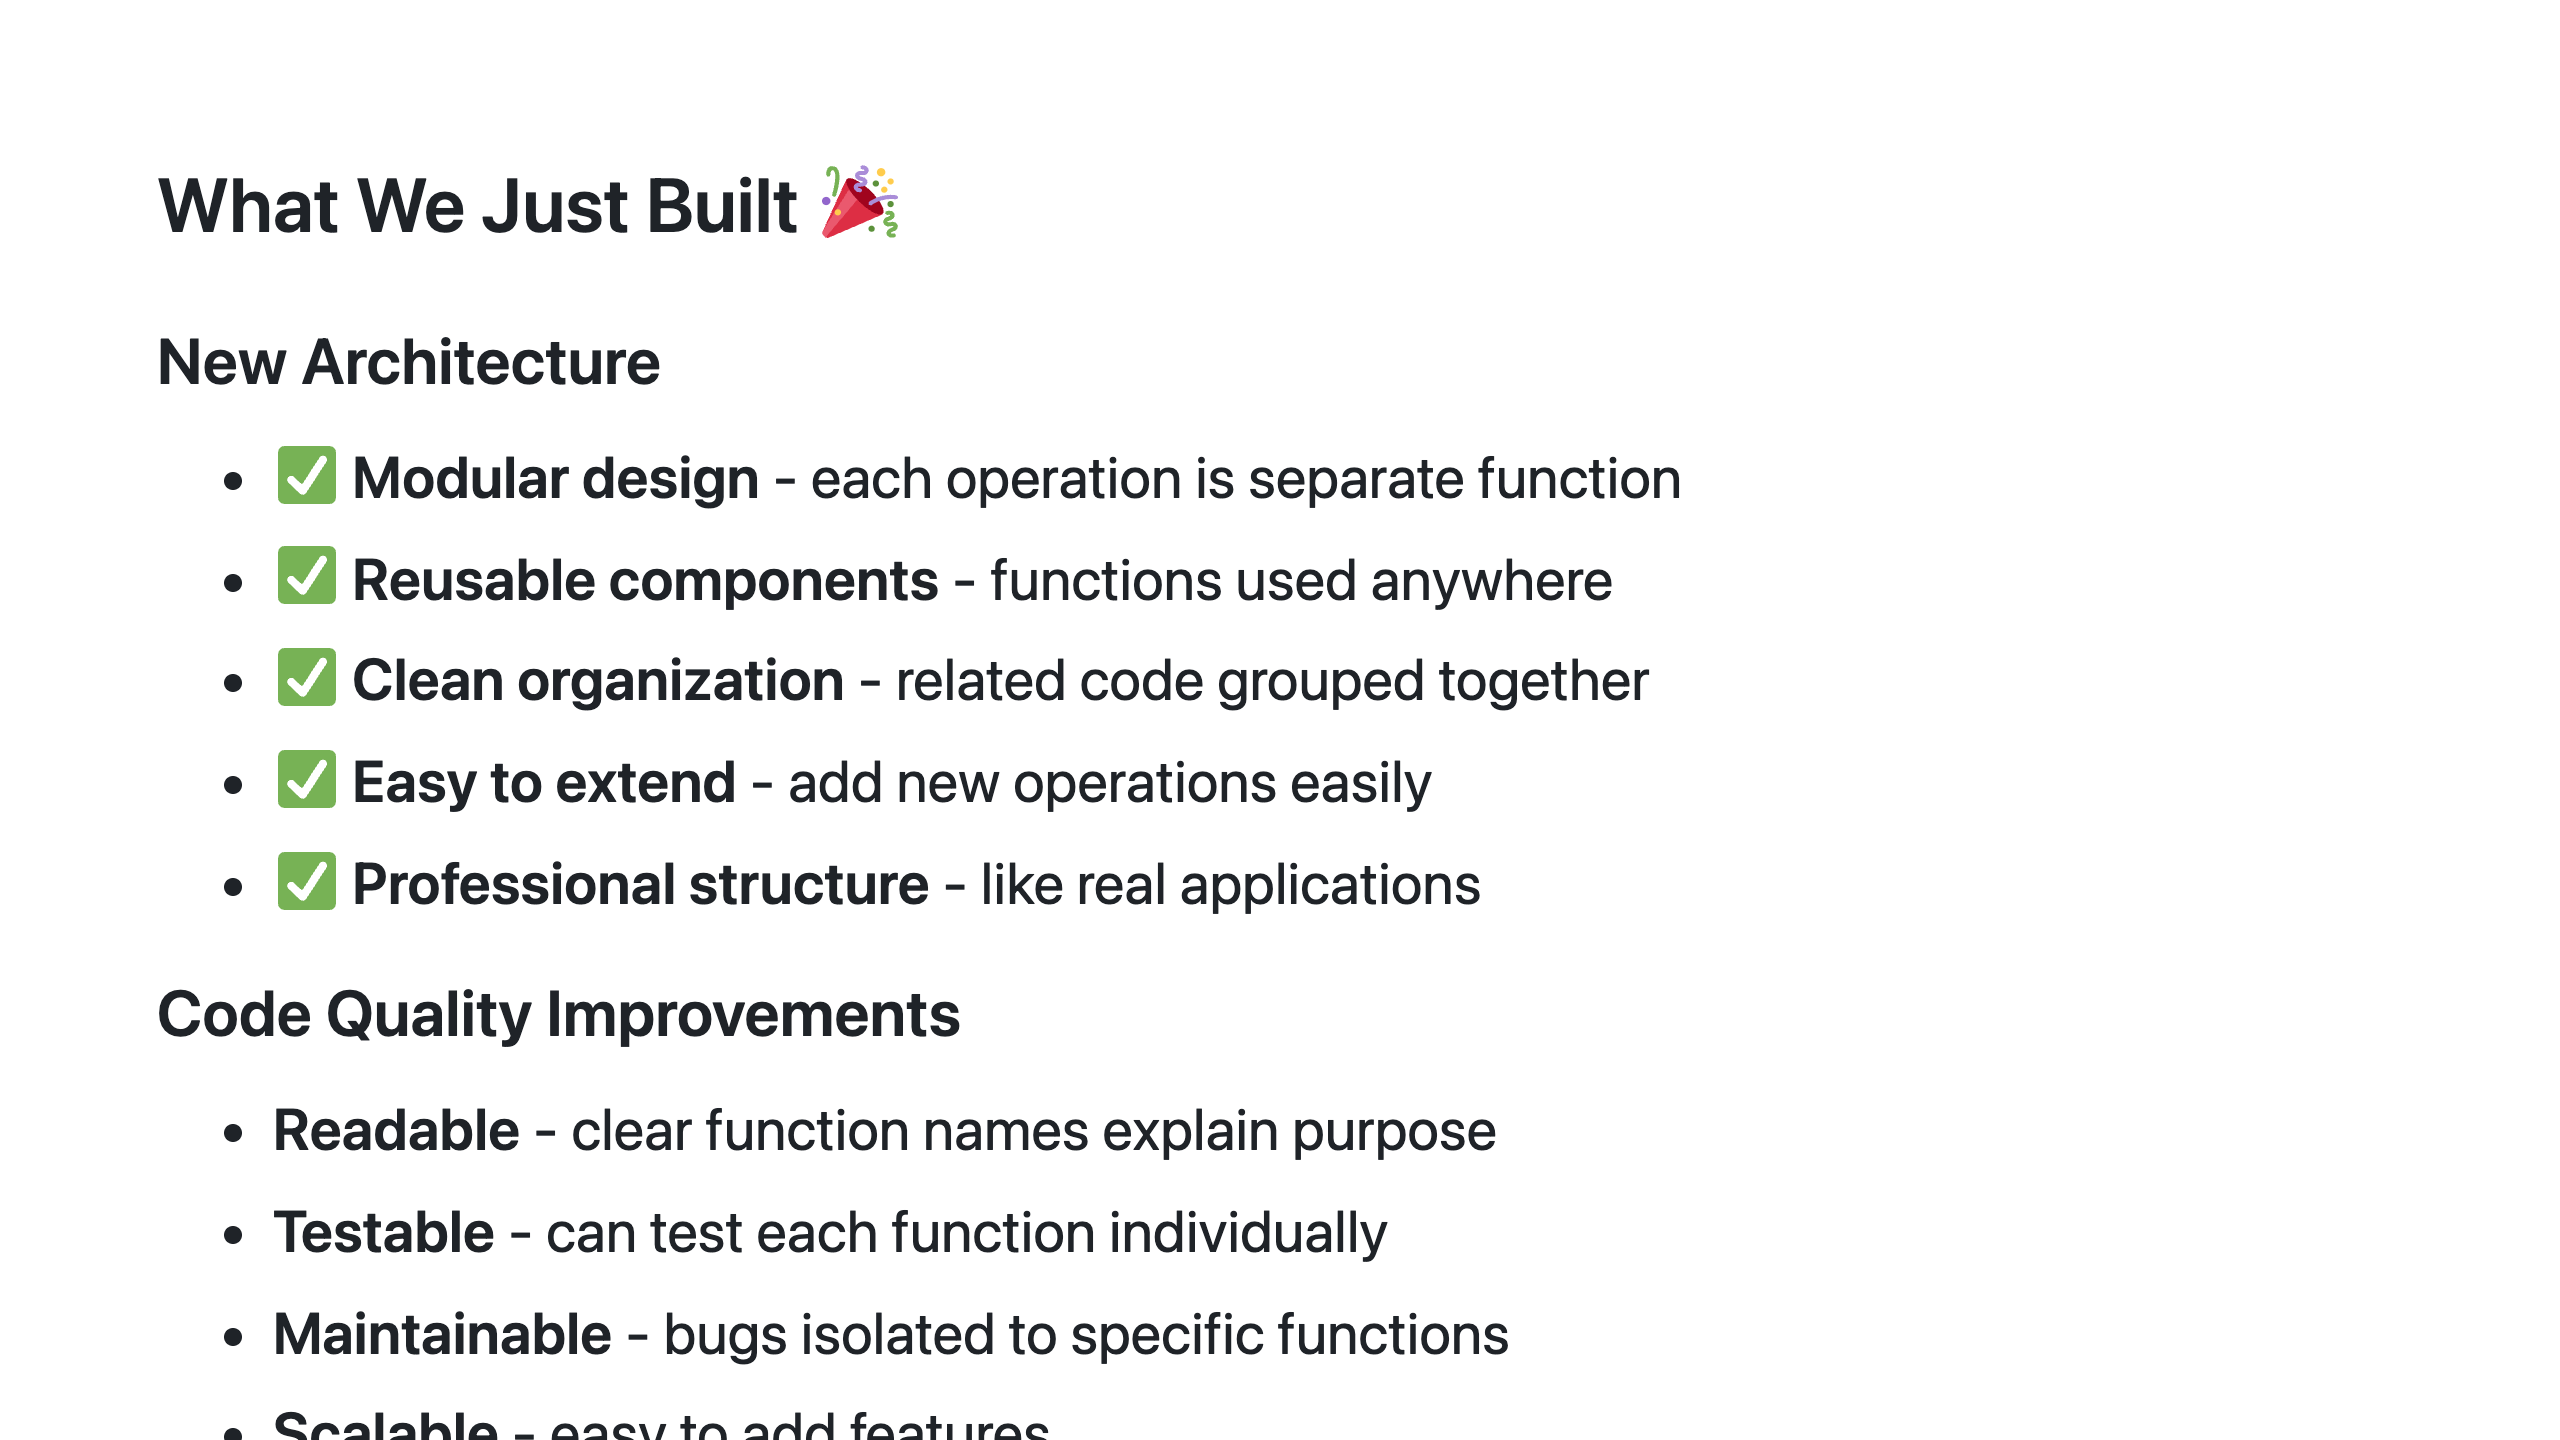 What We Just Built 🎉
New Architecture
• ✅ Modular design - each operation is separate function
• ✅ Reusable components - functions used anywhere
• ✅ Clean organization - related code grouped together
• ✅ Easy to extend - add new operations easily
• ✅ Professional structure - like real applications
Code Quality Improvements
• Readable - clear function names explain purpose
• Testable - can test each function individually
• Maintainable - bugs isolated to specific functions
• Scalable - easy to add features